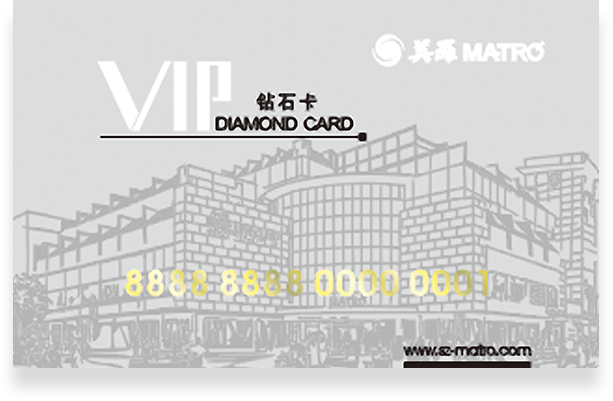 美罗 MATRO
VIP
钻石卡
DIAMOND CARD
8888 8888 0000 0001
www.sz-matro.com